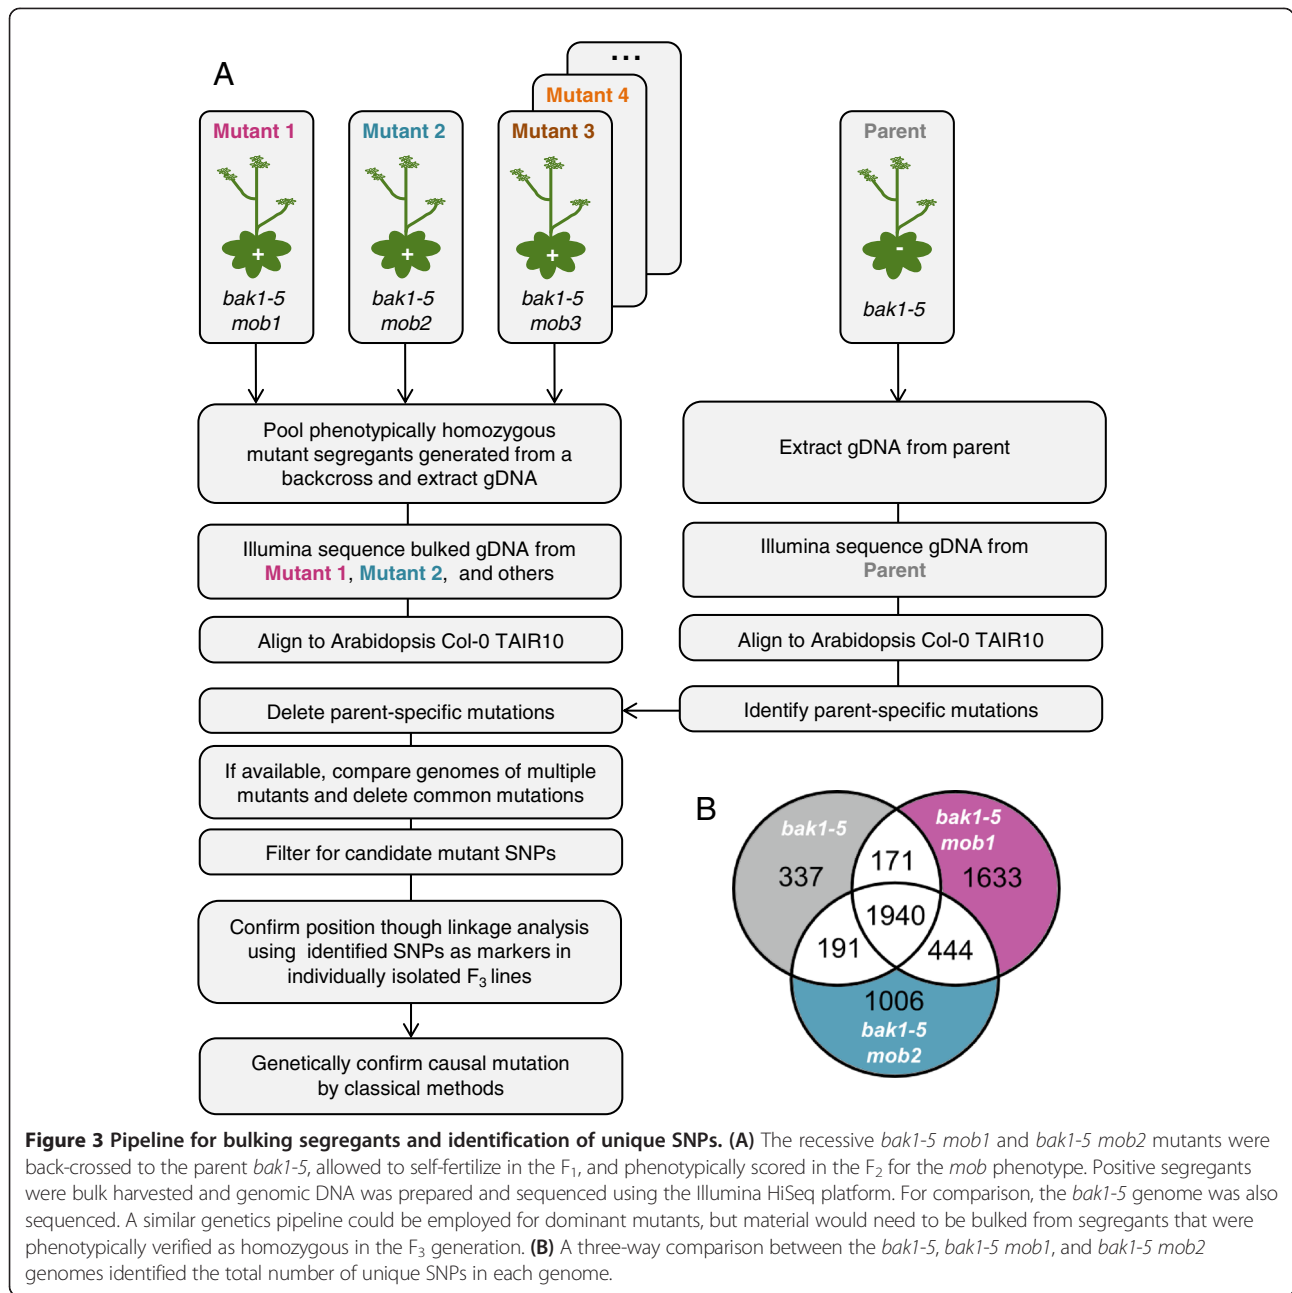 A
...
Mutant 4
Mutant 1
Mutant 2
Mutant 3
Parent
+
+
+
-
bak1-5
mob1
bak1-5
mob2
bak1-5
mob3
bak1-5
Pool phenotypically homozygous
mutant segregants generated from a
backcross and extract gDNA
Extract gDNA from parent
Illumina sequence bulked gDNA from
Mutant 1, Mutant 2, and others
Illumina sequence gDNA from
Parent
Align to Arabidopsis Col-0 TAIR10
Align to Arabidopsis Col-0 TAIR10
Delete parent-specific mutations
Identify parent-specific mutations
If available, compare genomes of multiple
mutants and delete common mutations
Filter for candidate mutant SNPs
Confirm position though linkage analysis
using identified SNPs as markers in
individually isolated F3 lines
Genetically confirm causal mutation
by classical methods
B
bak1-5
337
171
bak1-5
mob1
1633
1940
191
444
1006
bak1-5
mob2
Figure 3 Pipeline for bulking segregants and identification of unique SNPs. (A) The recessive bak1-5 mob1 and bak1-5 mob2 mutants were
back-crossed to the parent bak1-5, allowed to self-fertilize in the F1, and phenotypically scored in the F2 for the mob phenotype. Positive segregants
were bulk harvested and genomic DNA was prepared and sequenced using the Illumina HiSeq platform. For comparison, the bak1-5 genome was also
sequenced. A similar genetics pipeline could be employed for dominant mutants, but material would need to be bulked from segregants that were
phenotypically verified as homozygous in the F3 generation. (B) A three-way comparison between the bak1-5, bak1-5 mob1, and bak1-5 mob2
genomes identified the total number of unique SNPs in each genome.